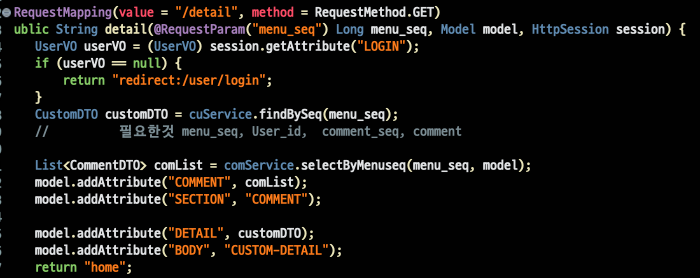 RequestMapping(value = "/detail", method = RequestMethod.GET)
ublic String detail(@RequestParam("menu_seq") Long menu_seq, Model model, HttpSession session) {
UserVO userVO = (UserVO) session.getAttribute("LOGIN");
if (userVO == null) {
return "redirect:/user/login";
}
CustomDTO customDTO = cuService.findBySeq(menu_seq);
// 필요한것 menu_seq, User_id, comment_seq, comment
List<CommentDTO> comList = comService.selectByMenuseq(menu_seq, model);
model.addAttribute("COMMENT", comList);
model.addAttribute("SECTION", "COMMENT");
model.addAttribute("DETAIL", customDTO);
model.addAttribute("BODY", "CUSTOM-DETAIL");
return "home";